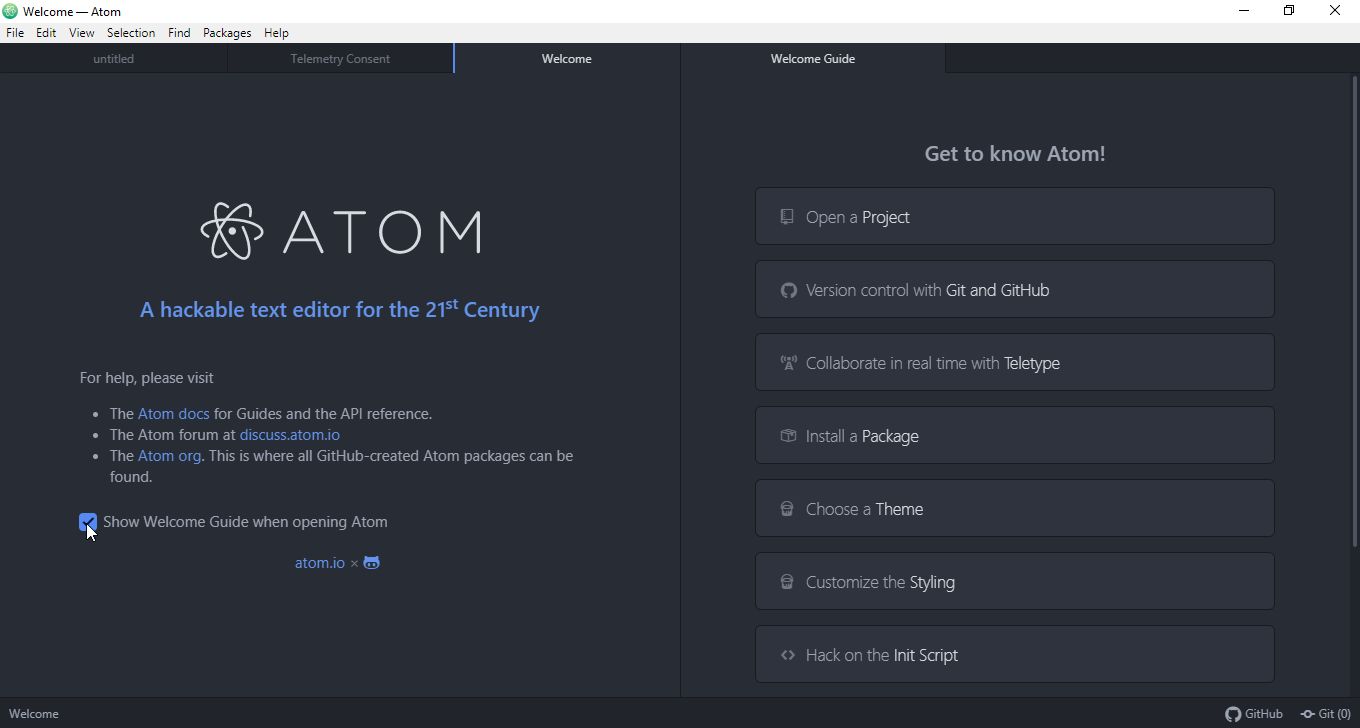 Welcome — Atom
File Edit View Selection Find Packages Help
untitled
Telemetry Consent
Welcome
Welcome Guide
ATOM
A hackable text editor for the 21st Century
For help, please visit
• The Atom docs for Guides and the API reference.
• The Atom forum at discuss.atom.io
• The Atom org. This is where all GitHub-created Atom packages can be
found.
Show Welcome Guide when opening Atom
atom.io ×
Get to know Atom!
Open a Project
Version control with Git and GitHub
Collaborate in real time with Teletype
Install a Package
Choose a Theme
Customize the Styling
Hack on the Init Script
Welcome
GitHub
Git (0)